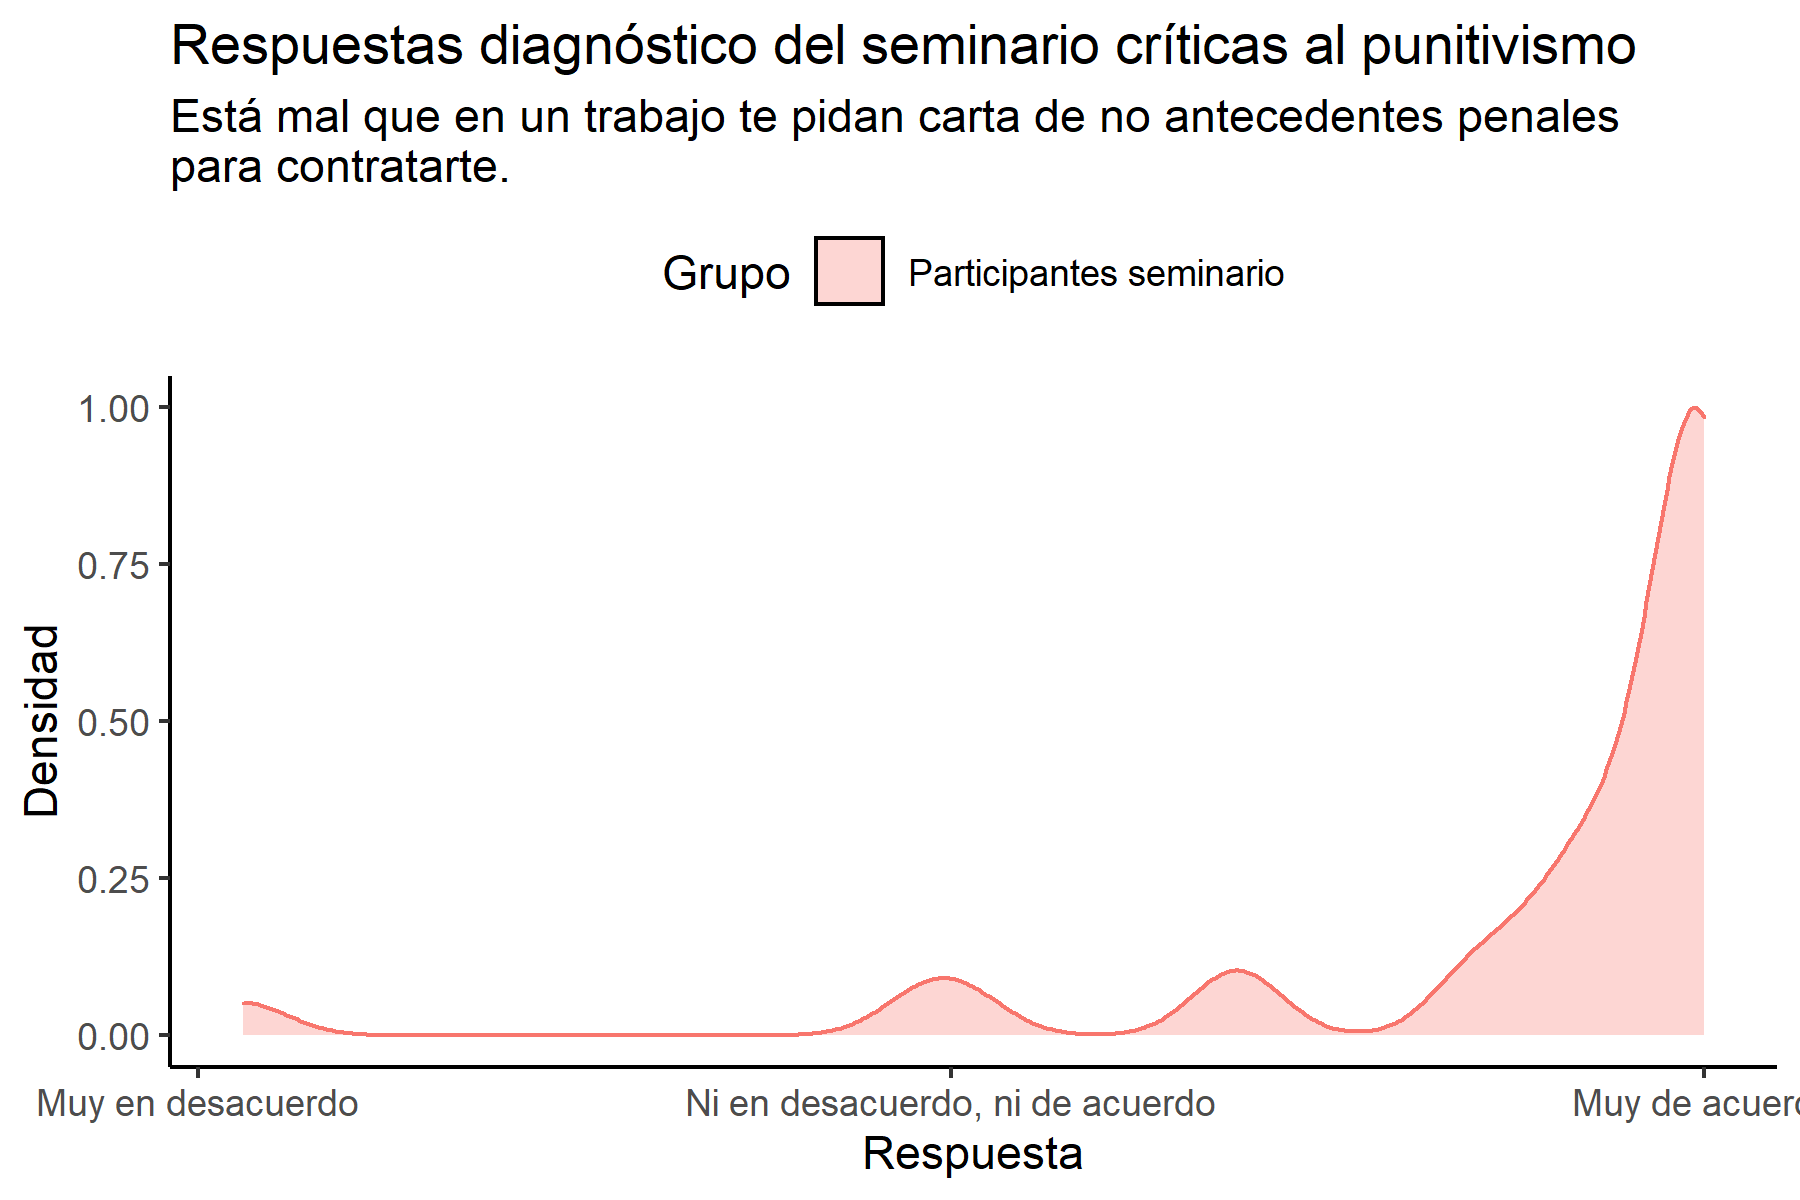 Respuestas diagnóstico del seminario críticas al punitivismo
Está mal que en un trabajo te pidan carta de no antecedentes penales
para contratarte.
Grupo Participantes seminario
1.00
0.75
0.50
0.25
0.00
Densidad
Muy en desacuerdo Ni en desacuerdo, ni de acuerdo Muy de
Respuesta